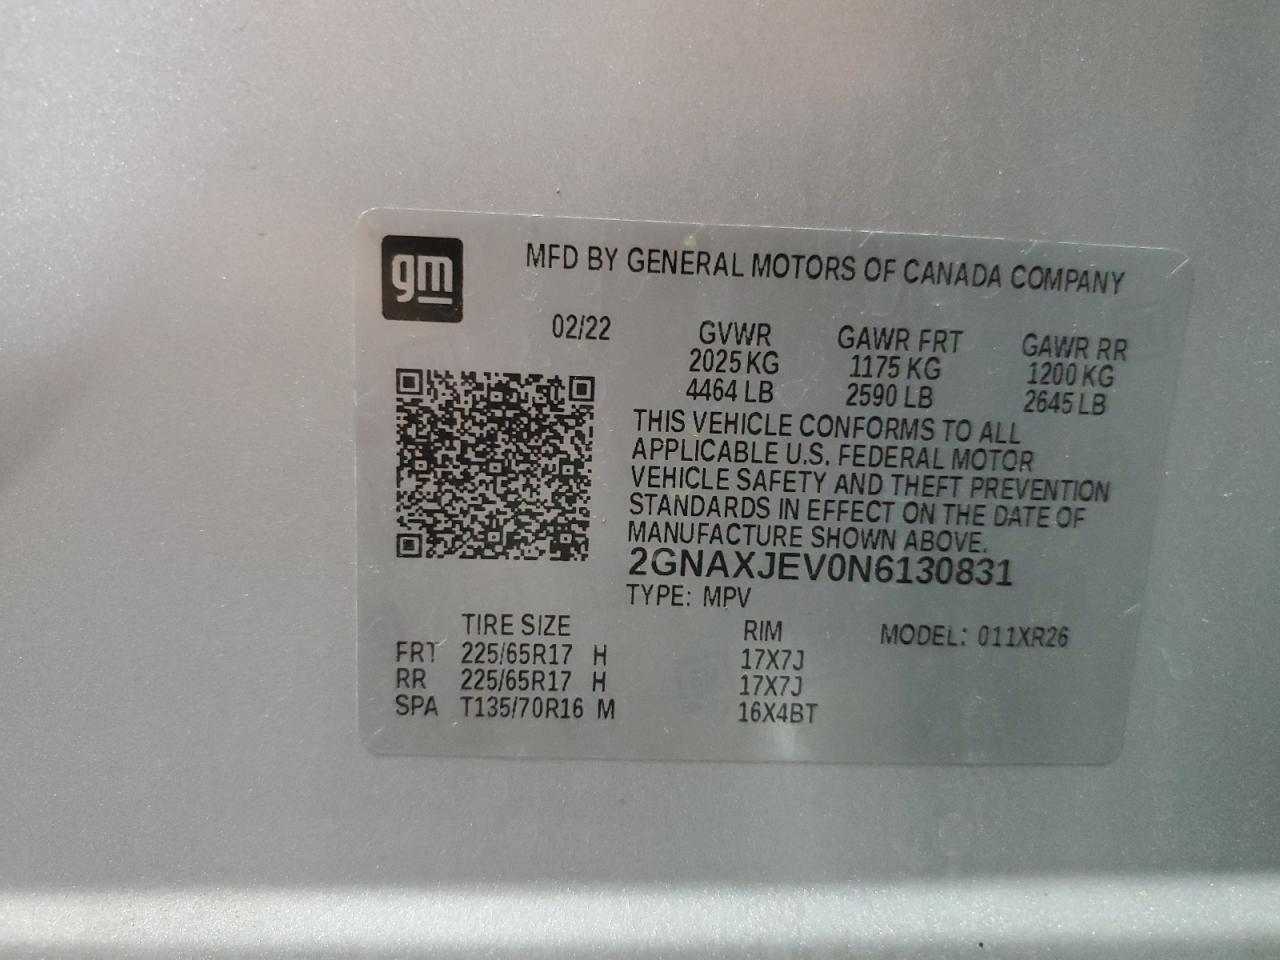 gm
MFD BY GENERAL MOTORS OF CANADA COMPANY
02/22 GVWR GAWR FRT GAWR RR
2025 KG 1175 KG 1200 KG
4464 LB 2590 LB 2645 LB
THIS VEHICLE CONFORMS TO ALL
APPLICABLE U.S. FEDERAL MOTOR
VEHICLE SAFETY AND THEFT PREVENTION
STANDARDS IN EFFECT ON THE DATE OF
MANUFACTURE SHOWN ABOVE.
2GNAXJEV0N6130831
TYPE: MPV
TIRE SIZE RIM MODEL: 011XR26
FRT 225/65R17 H 17X7J
RR 225/65R17 H 17X7J
SPA T135/70R16 M 16X4BT